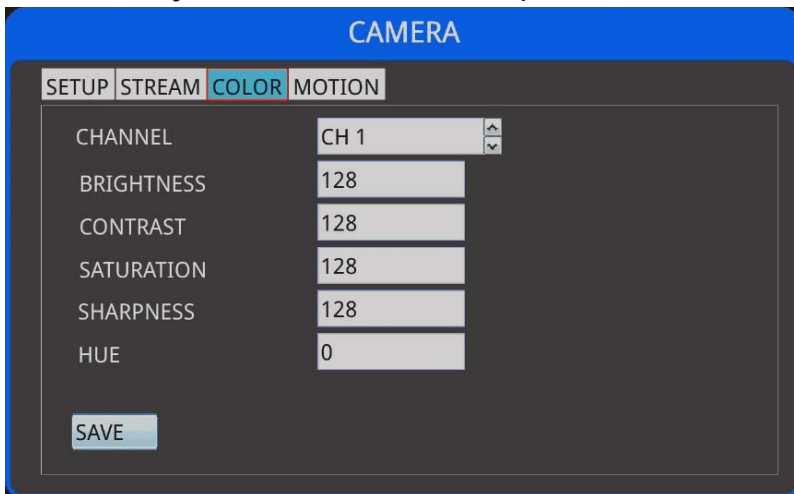 CAMERA
SETUP STREAM COLOR MOTION
CHANNEL CH 1
BRIGHTNESS 128
CONTRAST 128
SATURATION 128
SHARPNESS 128
HUE 0
SAVE